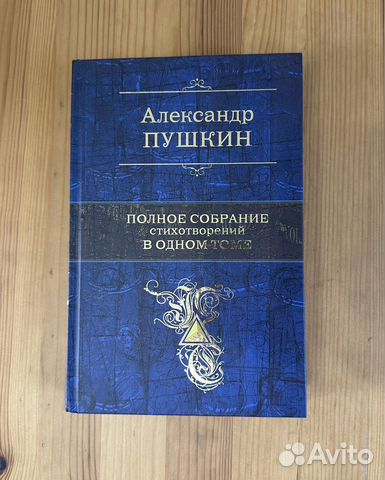 Александр
ПУШКИН
ПОЛНОЕ СОБРАНИЕ
СТИХОТВОРЕНИЙ
В ОДНОМ ТОМЕ
Avito